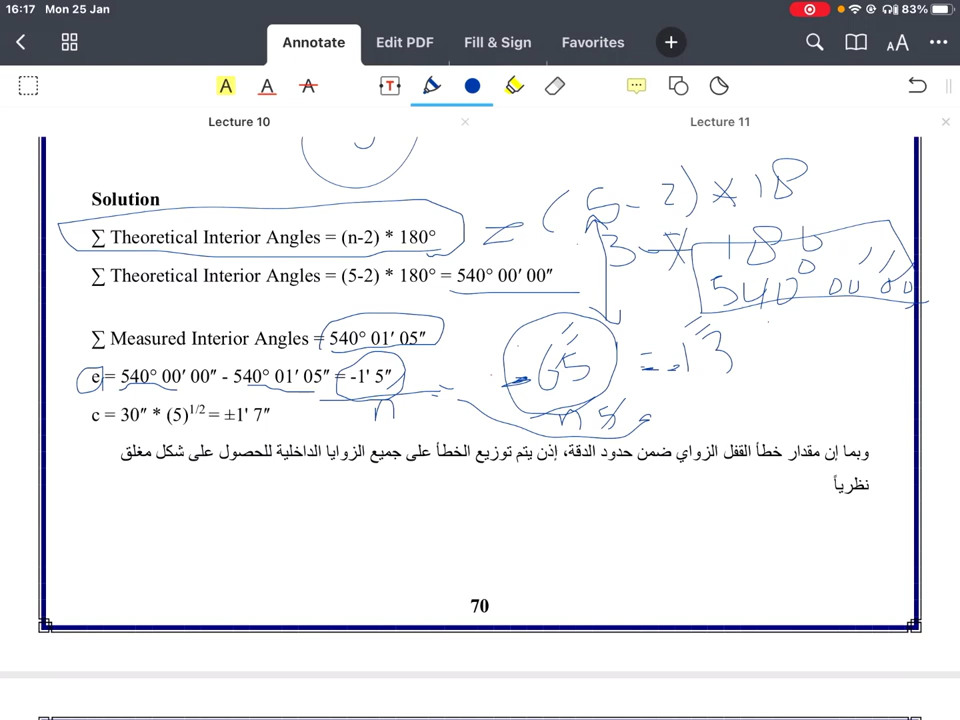 16:17 Mon 25 Jan 83%
Annotate Edit PDF Fill & Sign Favorites
Lecture 10 Lecture 11
Solution
∑ Theoretical Interior Angles = (n-2) * 180°
= (5 - 2) * 18
∑ Theoretical Interior Angles = (5-2) * 180° = 540° 00′ 00″
3 * 180
540° 00′ 00″
∑ Measured Interior Angles = 540° 01′ 05″
e = 540° 00′ 00″ - 540° 01′ 05″ = -1' 5″
n
= -65″ = -13″
n 5
c = 30″ * (5)1/2 = ±1' 7″
وبما إن مقدار خطأ القفل الزواي ضمن حدود الدقة، إذن يتم توزيع الخطأ على جميع الزوايا الداخلية للحصول على شكل مغلق
نظرياً
70